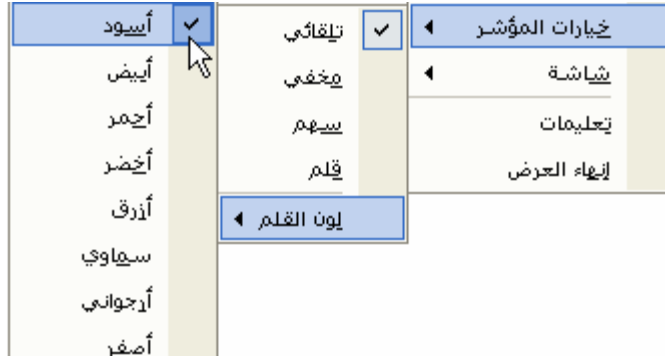 خيارات المؤشر
شاشة
تعليمات
إنهاء العرض
تلقائي
مخفي
سهم
قلم
لون القلم
أسود
أبيض
أحمر
أخضر
أزرق
سماوي
أرجواني
أصفر